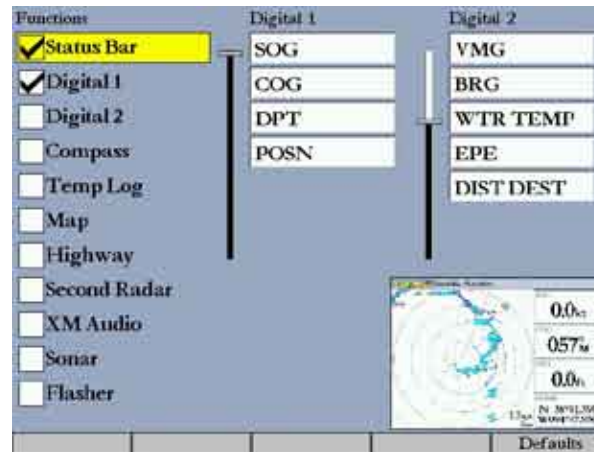 Functions
Status Bar
Digital 1
Digital 2
Compass
Temp Log
Map
Highway
Second Radar
XM Audio
Sonar
Flasher
Digital 1
SOG
COG
DPT
POSN
Digital 2
VMG
BRG
WTR TEMP
EPE
DIST DEST
0.0
057
0.0
Defaults